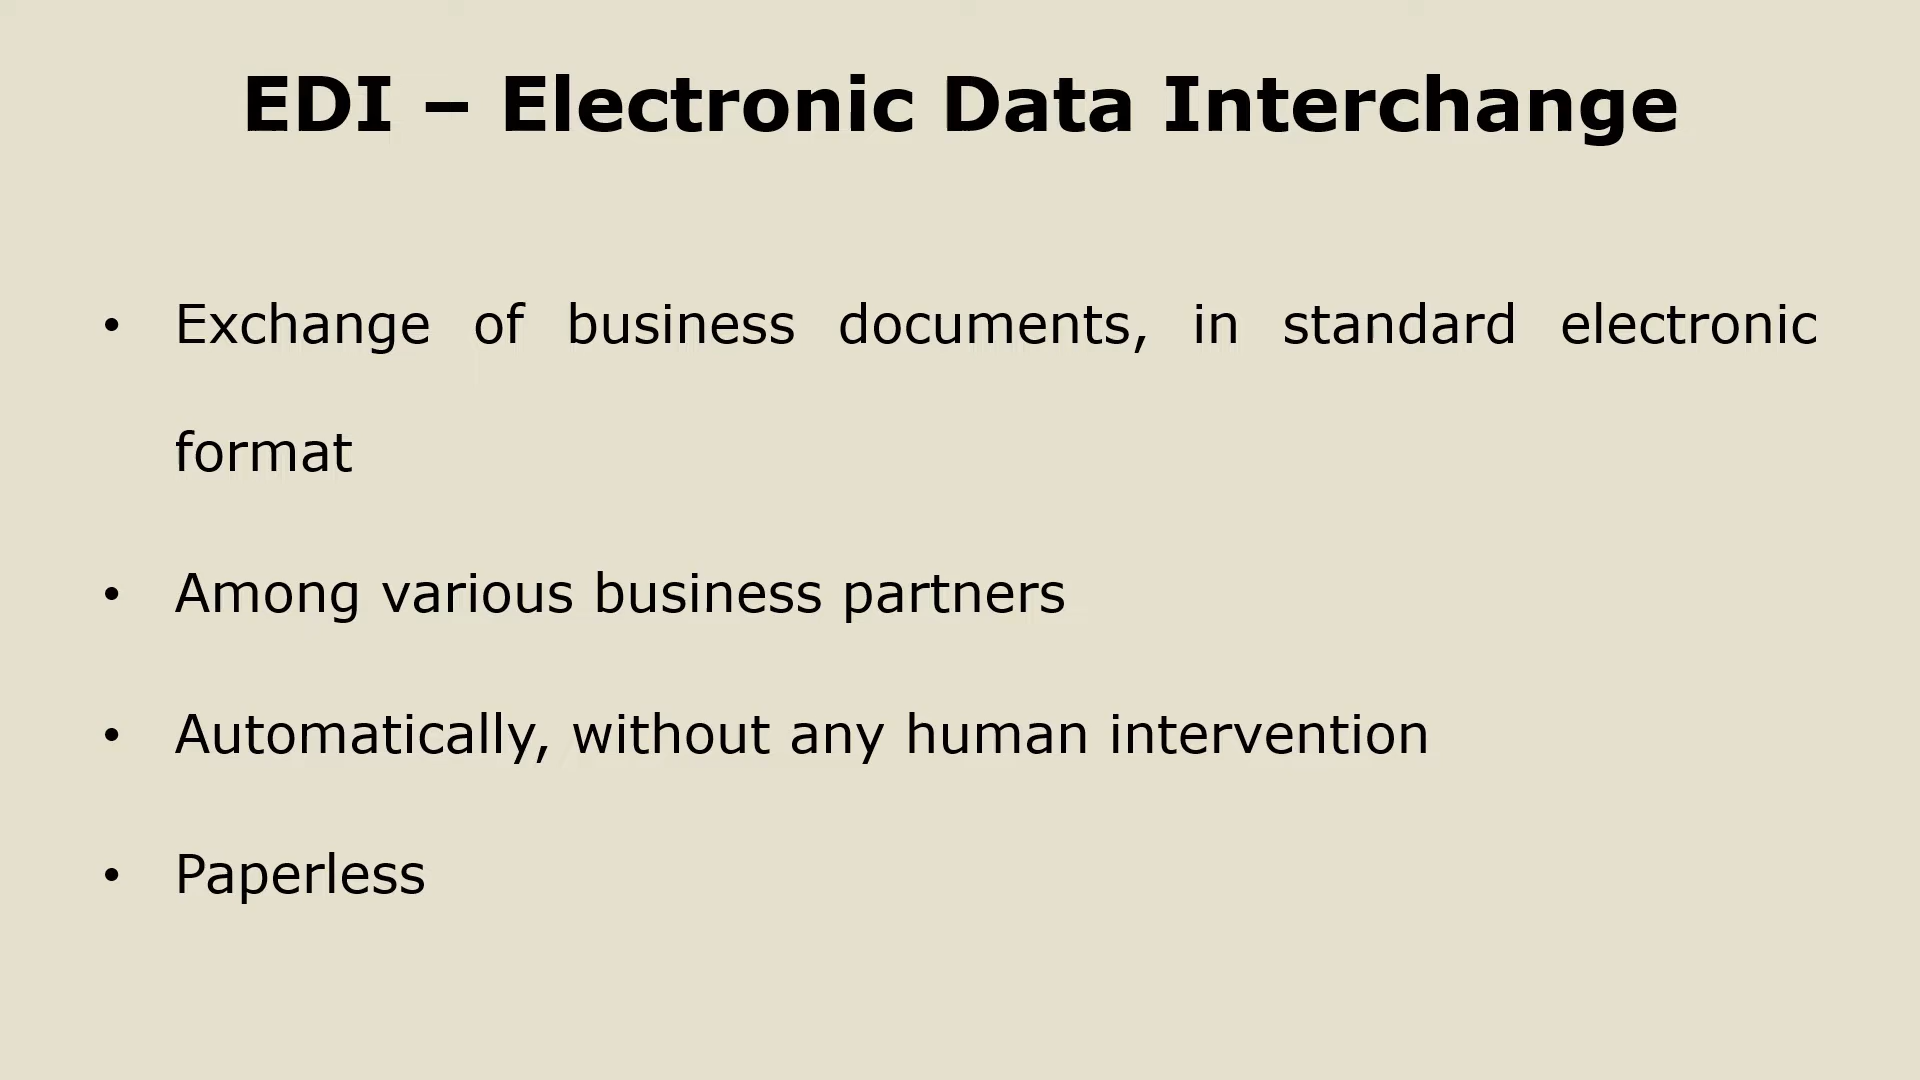 EDI – Electronic Data Interchange
• Exchange of business documents, in standard electronic
format
• Among various business partners
• Automatically, without any human intervention
• Paperless